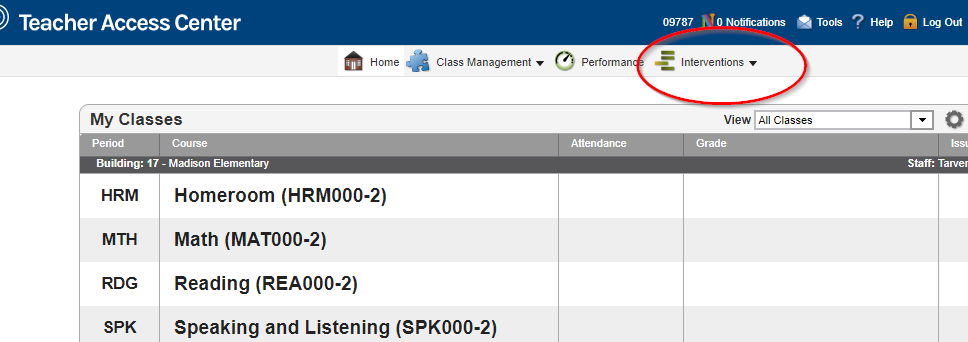 Teacher Access Center
09787 0 Notifications Tools Help Log Out
Home Class Management Performance Interventions
My Classes View All Classes
Period Course Attendance Grade
Building: 17 - Madison Elementary Staff:
HRM Homeroom (HRM000-2)
MTH Math (MAT000-2)
RDG Reading (REA000-2)
SPK Speaking and Listening (SPK000-2)